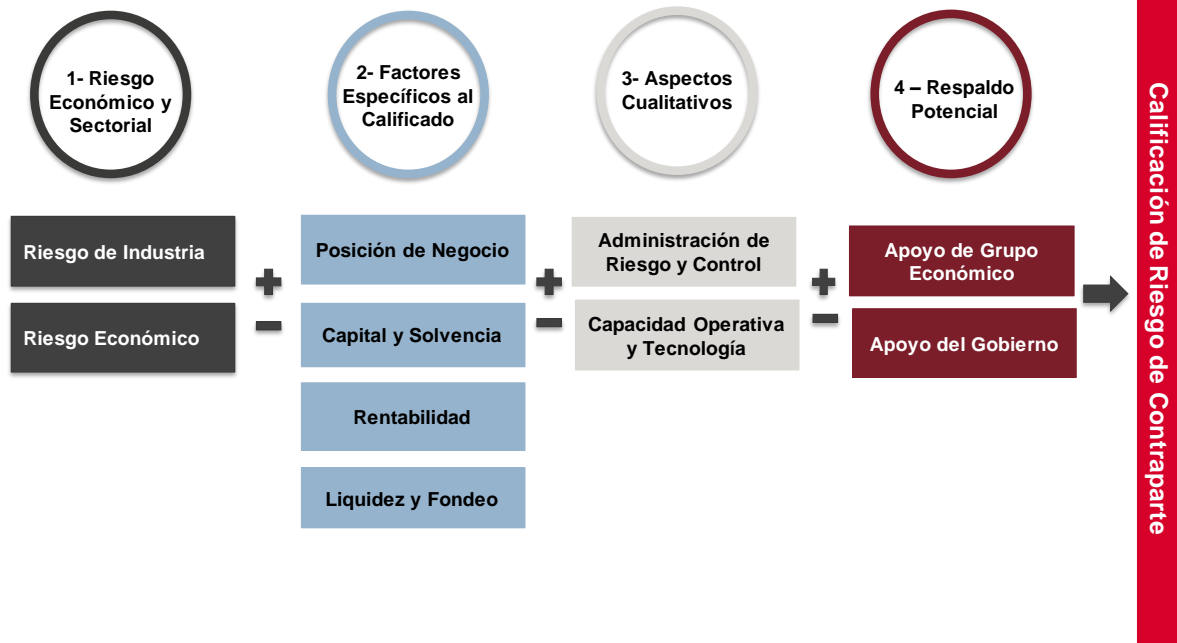 1- Riesgo
Económico y
Sectorial
2- Factores
Específicos al
Calificado
3- Aspectos
Cualitativos
4 – Respaldo
Potencial
Riesgo de Industria
Riesgo Económico
Posición de Negocio
Capital y Solvencia
Rentabilidad
Liquidez y Fondeo
Administración de
Riesgo y Control
Capacidad Operativa
y Tecnología
Apoyo de Grupo
Económico
Apoyo del Gobierno
Calificación de Riesgo de Contraparte